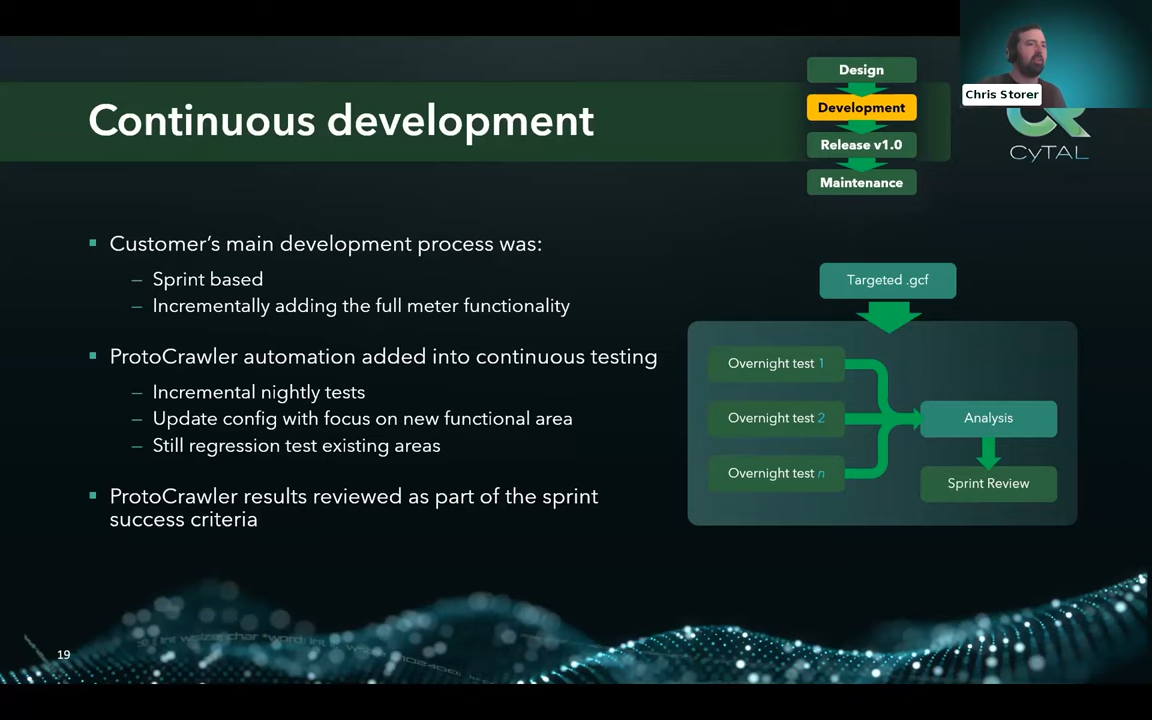 Design
Chris Storer
Development
Continuous development
Release v1.0
CyTAL
Maintenance
Customer's main development process was:
Sprint based
Incrementally adding the full meter functionality
ProtoCrawler automation added into continuous testing
Incremental nightly tests
Update config with focus on new functional area
Still regression test existing areas
ProtoCrawler results reviewed as part of the sprint
success criteria
Targeted .gcf
Overnight test 1
Overnight test 2
Overnight test n
Analysis
Sprint Review
19